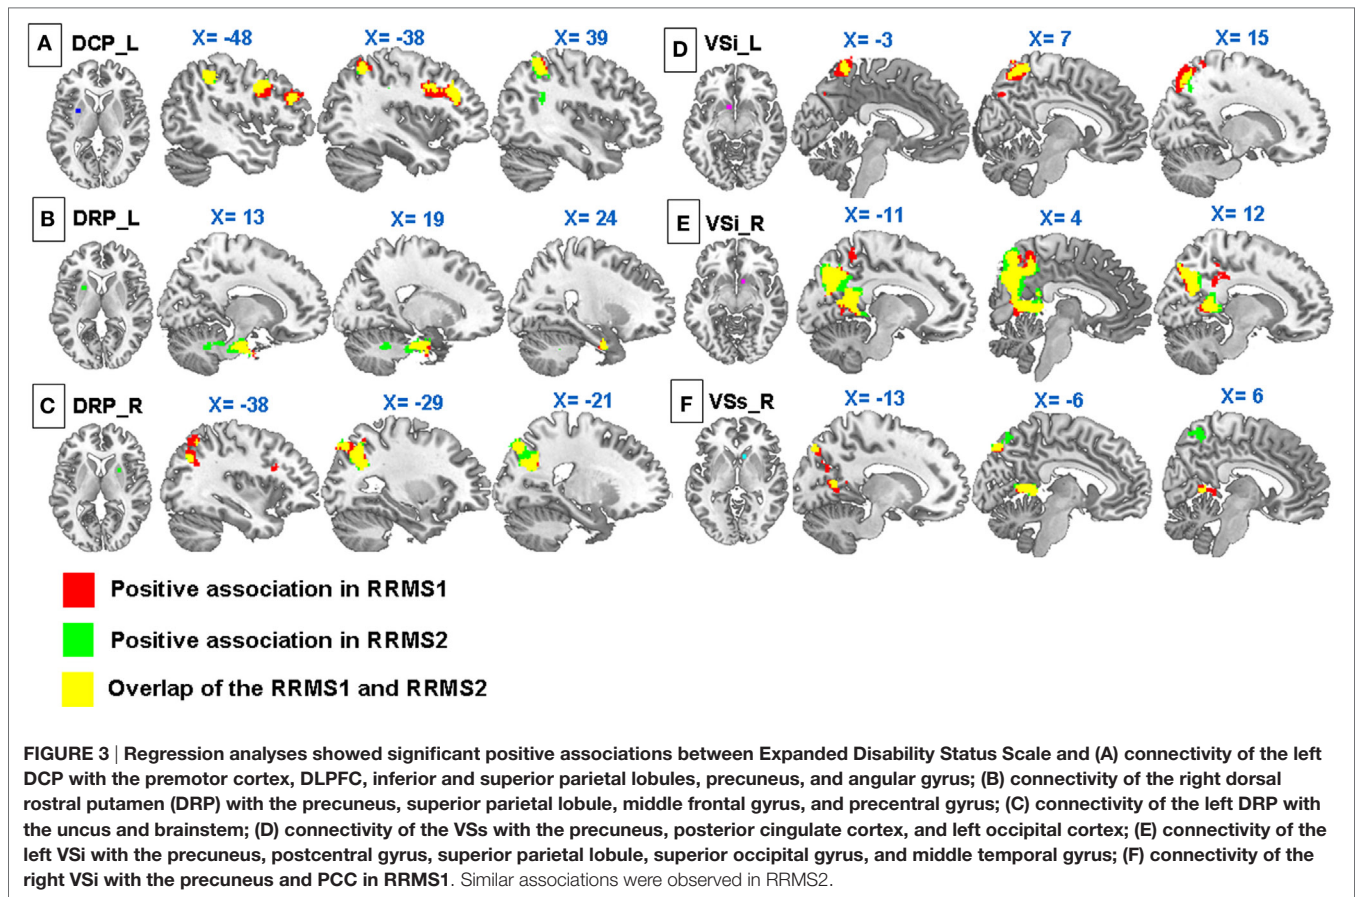 A DCP_L X= -48 X= -38 X= 39
D VSi_L X= -3 X= 7 X= 15
B DRP_L X= 13 X= 19 X= 24
E VSi_R X= -11 X= 4 X= 12
C DRP_R X= -38 X= -29 X= -21
F VSs_R X= -13 X= -6 X= 6
Positive association in RRMS1
Positive association in RRMS2
Overlap of the RRMS1 and RRMS2
FIGURE 3 | Regression analyses showed significant positive associations between Expanded Disability Status Scale and (A) connectivity of the left
DCP with the premotor cortex, DLPFC, inferior and superior parietal lobules, precuneus, and angular gyrus; (B) connectivity of the right dorsal
rostral putamen (DRP) with the precuneus, superior parietal lobule, middle frontal gyrus, and precentral gyrus; (C) connectivity of the left DRP with
the uncus and brainstem; (D) connectivity of the VSs with the precuneus, posterior cingulate cortex, and left occipital cortex; (E) connectivity of the
left VSi with the precuneus, postcentral gyrus, superior parietal lobule, superior occipital gyrus, and middle temporal gyrus; (F) connectivity of the
right VSi with the precuneus and PCC in RRMS1. Similar associations were observed in RRMS2.